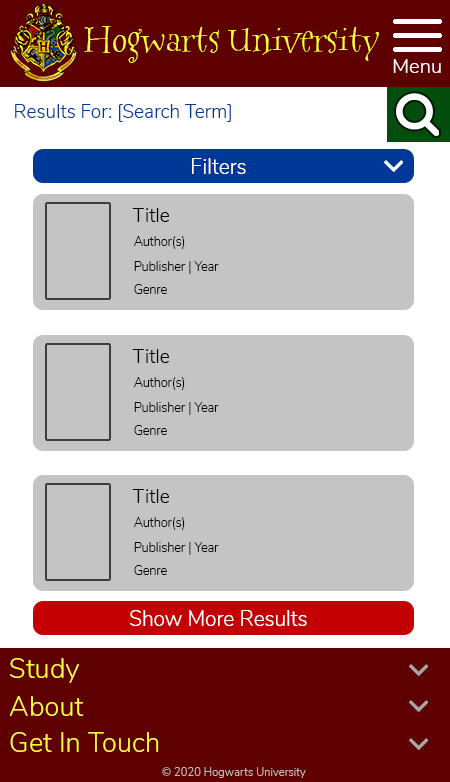 Hogwarts University
Menu
Results For: [Search Term]
Filters
Title
Author(s)
Publisher | Year
Genre
Title
Author(s)
Publisher | Year
Genre
Title
Author(s)
Publisher | Year
Genre
Show More Results
Study
About
Get In Touch
© 2020 Hogwarts University